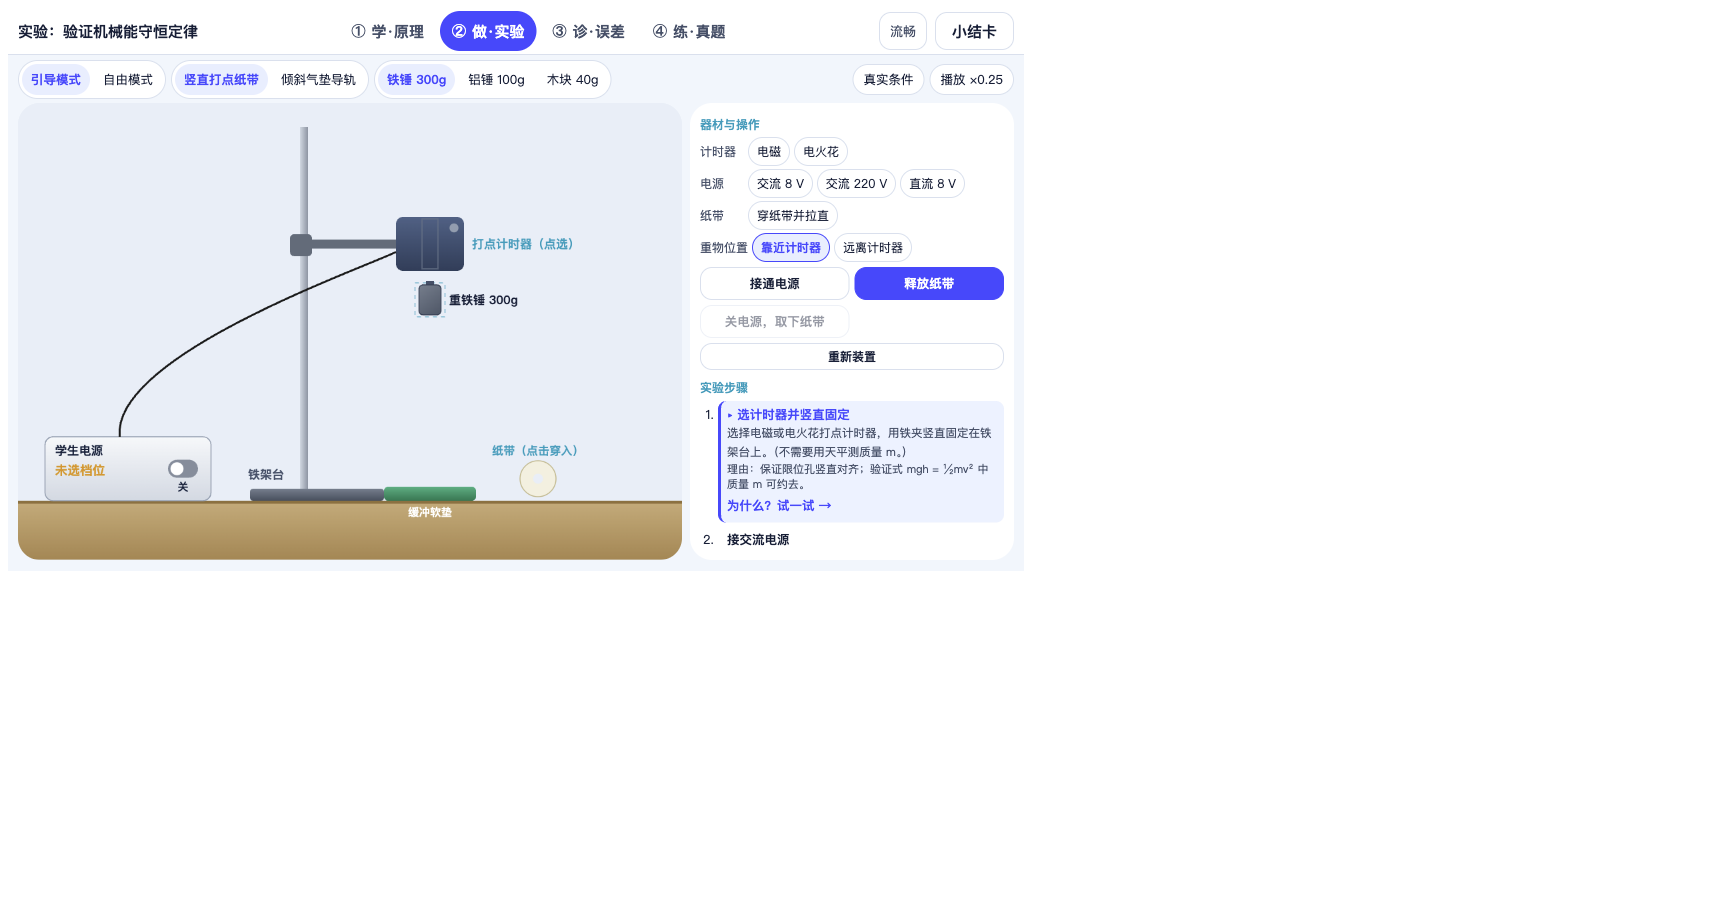 实验：验证机械能守恒定律
① 学·原理
② 做·实验
③ 诊·误差
④ 练·真题
流畅
小结卡
引导模式
自由模式
竖直打点纸带
倾斜气垫导轨
铁锤 300g
铝锤 100g
木块 40g
真实条件
播放 ×0.25
打点计时器（点选）
重铁锤 300g
学生电源
未选档位
关
铁架台
缓冲软垫
纸带（点击穿入）
器材与操作
计时器
电磁
电火花
电源
交流 8 V
交流 220 V
直流 8 V
纸带
穿纸带并拉直
重物位置
靠近计时器
远离计时器
接通电源
释放纸带
关电源，取下纸带
重新装置
实验步骤
1.
▸ 选计时器并竖直固定
选择电磁或电火花打点计时器，用铁夹竖直固定在铁
架台上。（不需要用天平测质量 m。）
理由：保证限位孔竖直对齐；验证式 mgh = ½mv² 中
质量 m 可约去。
为什么？试一试 →
2. 接交流电源